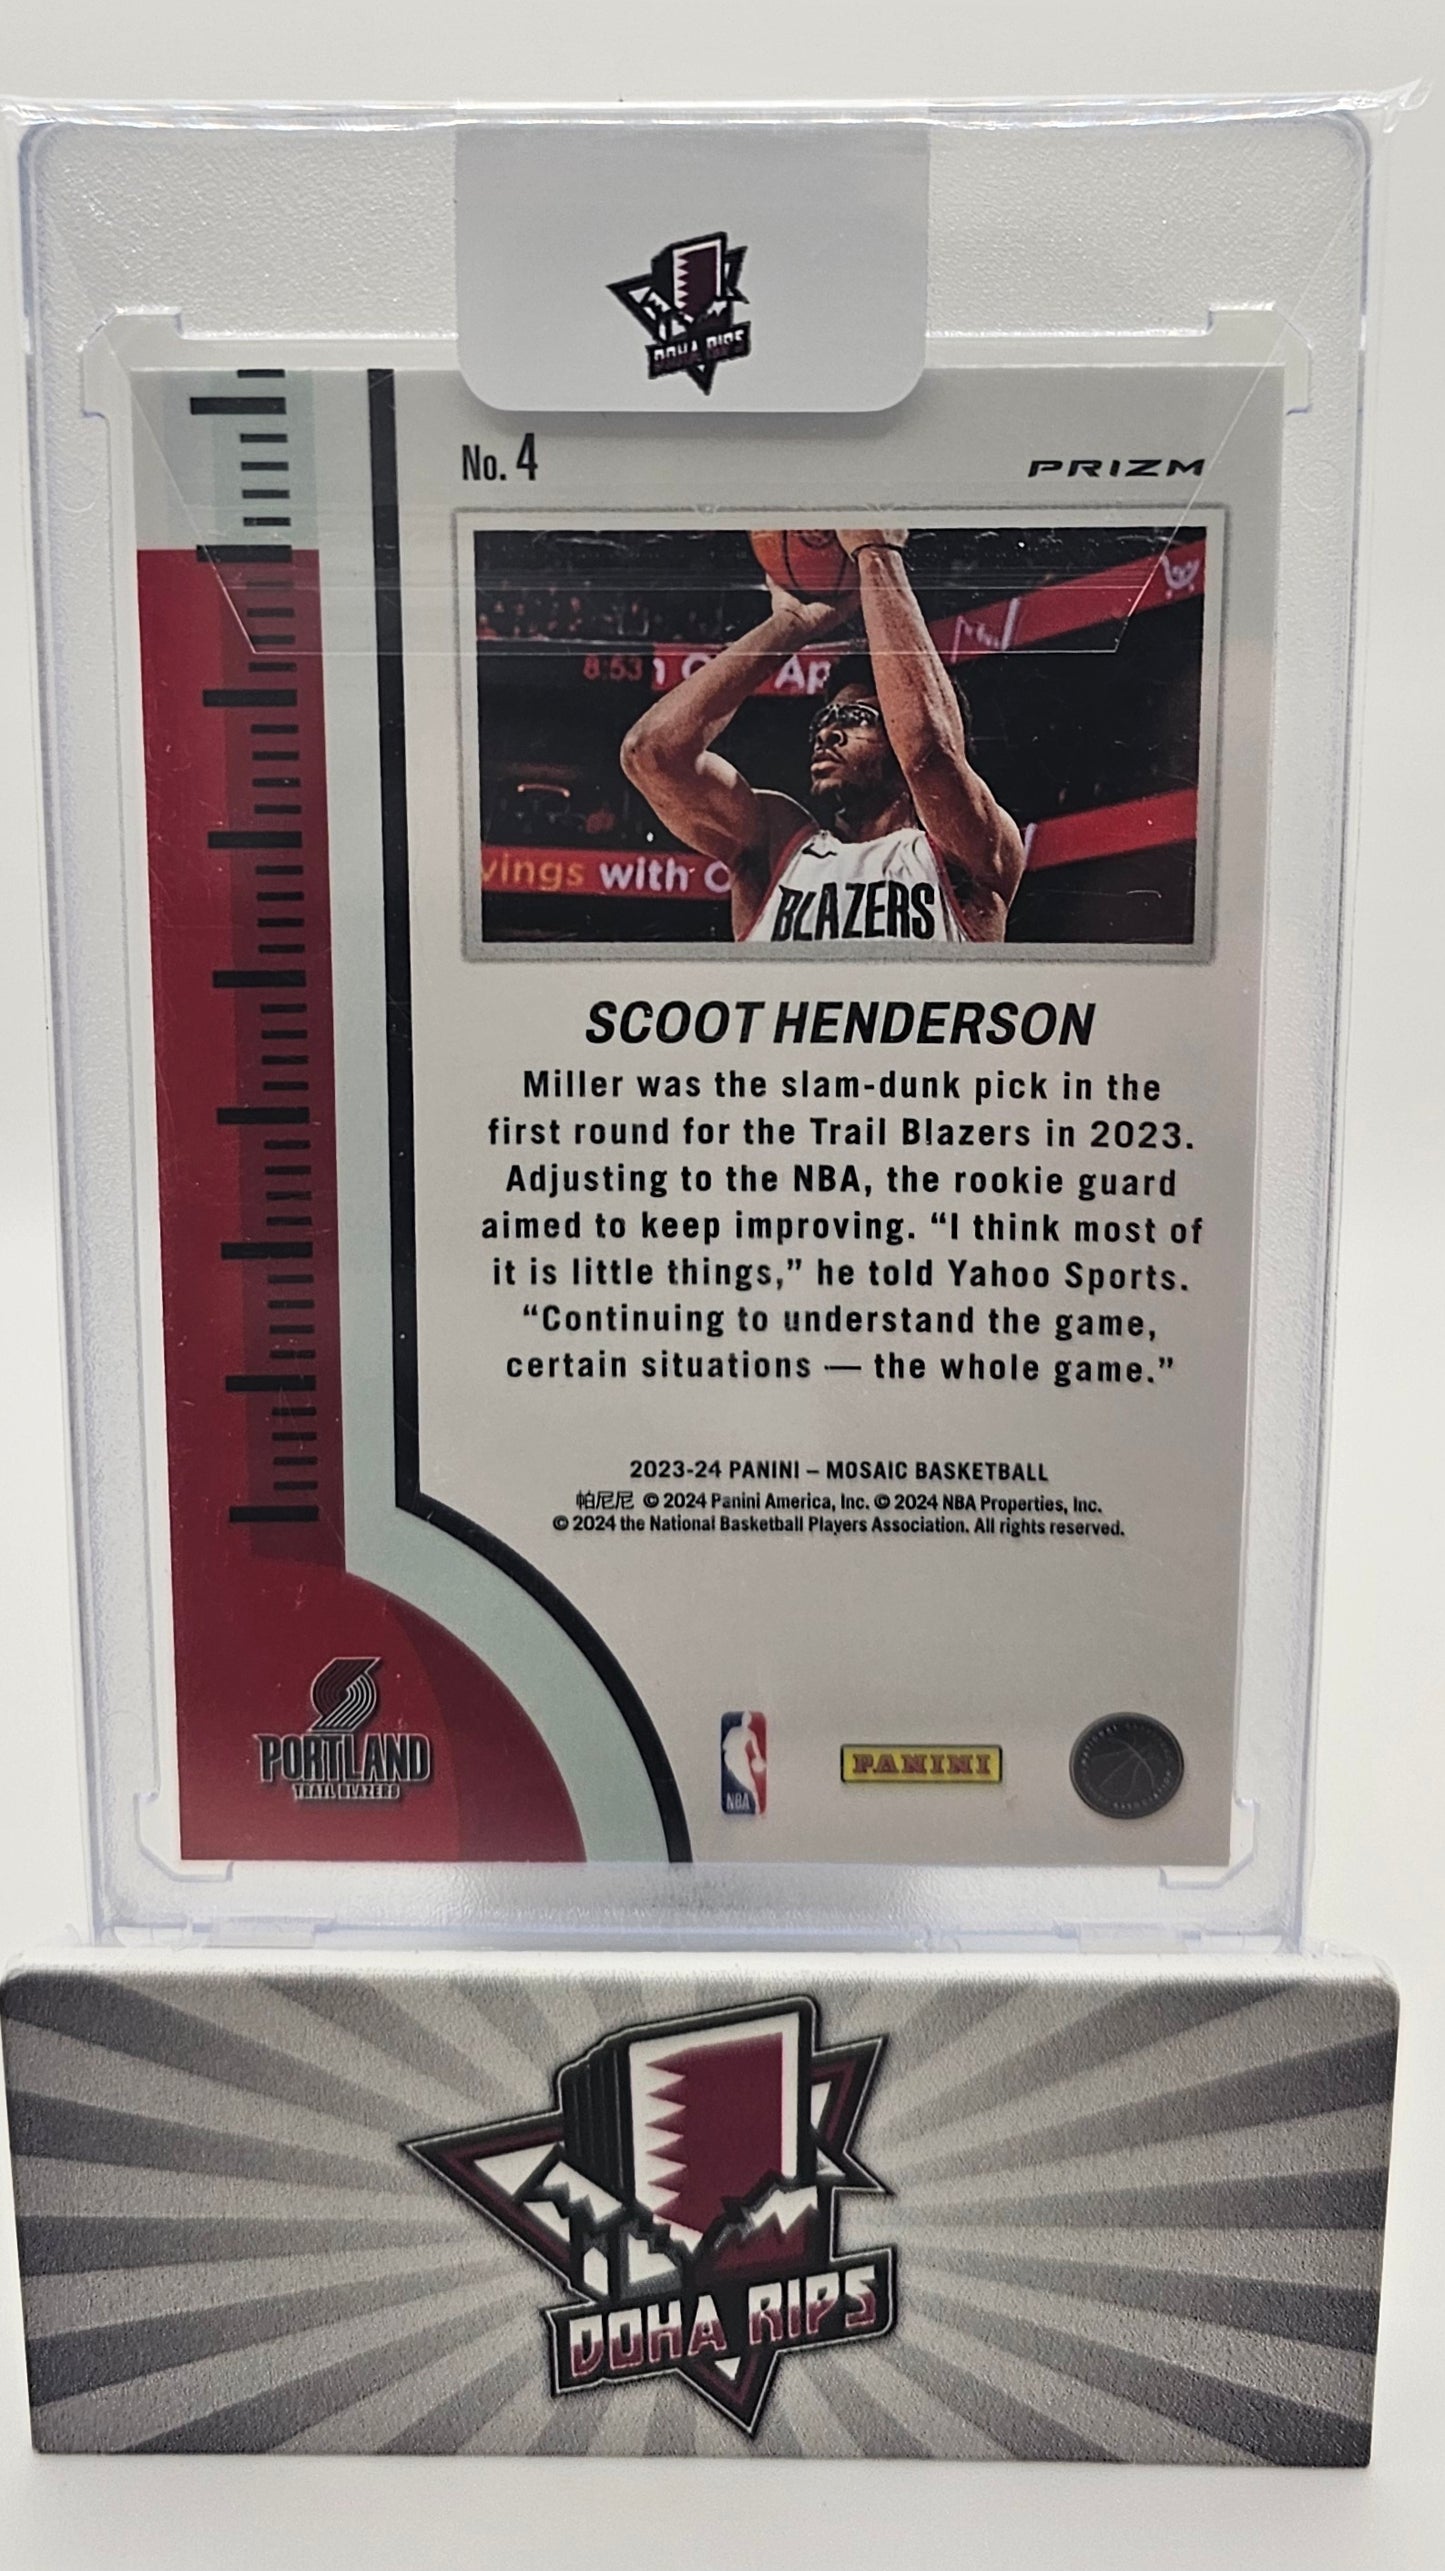 DOHA RIPS
No. 4
PRIZM
8:53
Ap
vings with C
BLAZERS
SCOOT HENDERSON
Miller was the slam-dunk pick in the
first round for the Trail Blazers in 2023.
Adjusting to the NBA, the rookie guard
aimed to keep improving. “I think most of
it is little things,” he told Yahoo Sports.
“Continuing to understand the game,
certain situations — the whole game.”
2023-24 PANINI – MOSAIC BASKETBALL
帕尼尼 © 2024 Panini America, Inc. © 2024 NBA Properties, Inc.
© 2024 the National Basketball Players Association. All rights reserved.
PORTLAND
TRAIL BLAZERS
NBA
PANINI
DOHA RIPS